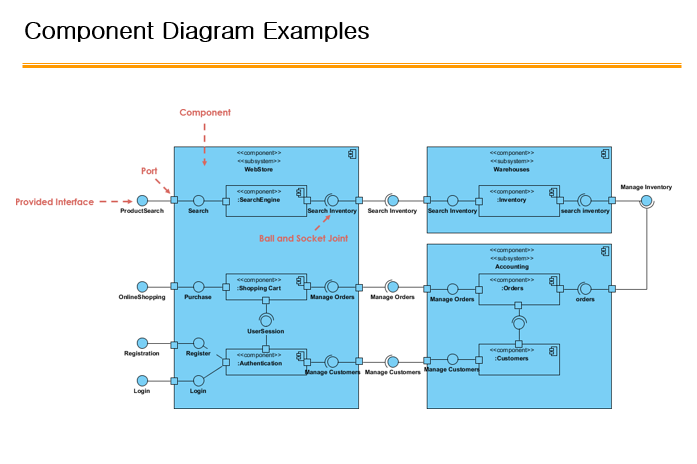 Component Diagram Examples
Component
<<component>>
<<subsystem>>
WebStore
<<component>>
<<subsystem>>
Warehouses
Port
Provided Interface
<<component>>
:SearchEngine
<<component>>
:Inventory
Manage Inventory
ProductSearch
Search
Search Inventory
Search Inventory
Search Inventory
search inventory
Ball and Socket Joint
<<component>>
<<subsystem>>
Accounting
<<component>>
:Shopping Cart
<<component>>
:Orders
OnlineShopping
Purchase
Manage Orders
Manage Orders
Manage Orders
orders
UserSession
Registration
Register
<<component>>
:Authentication
<<component>>
:Customers
Manage Customers
Manage Customers
Manage Customers
Login
Login